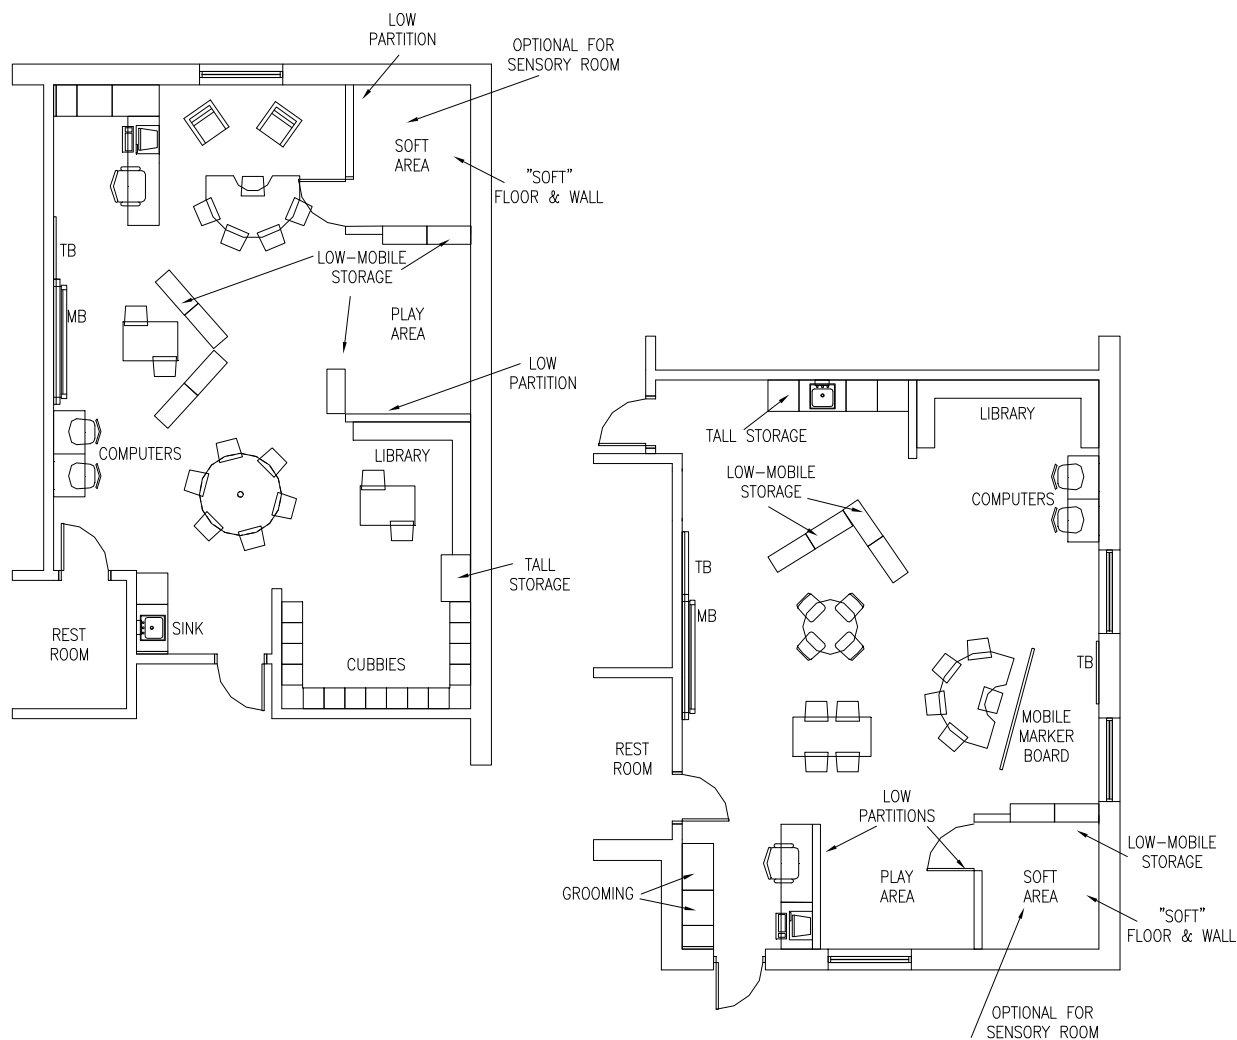 LOW
PARTITION
OPTIONAL FOR
SENSORY ROOM
SOFT
AREA
"SOFT"
FLOOR & WALL
TB
LOW-MOBILE
STORAGE
MB
PLAY
AREA
LOW
PARTITION
COMPUTERS
LIBRARY
TALL
STORAGE
REST
ROOM
SINK
CUBBIES
LIBRARY
TALL STORAGE
LOW-MOBILE
STORAGE
COMPUTERS
TB
MB
TB
MOBILE
MARKER
BOARD
REST
ROOM
LOW
PARTITIONS
LOW-MOBILE
STORAGE
GROOMING
PLAY
AREA
SOFT
AREA
"SOFT"
FLOOR & WALL
OPTIONAL FOR
SENSORY ROOM